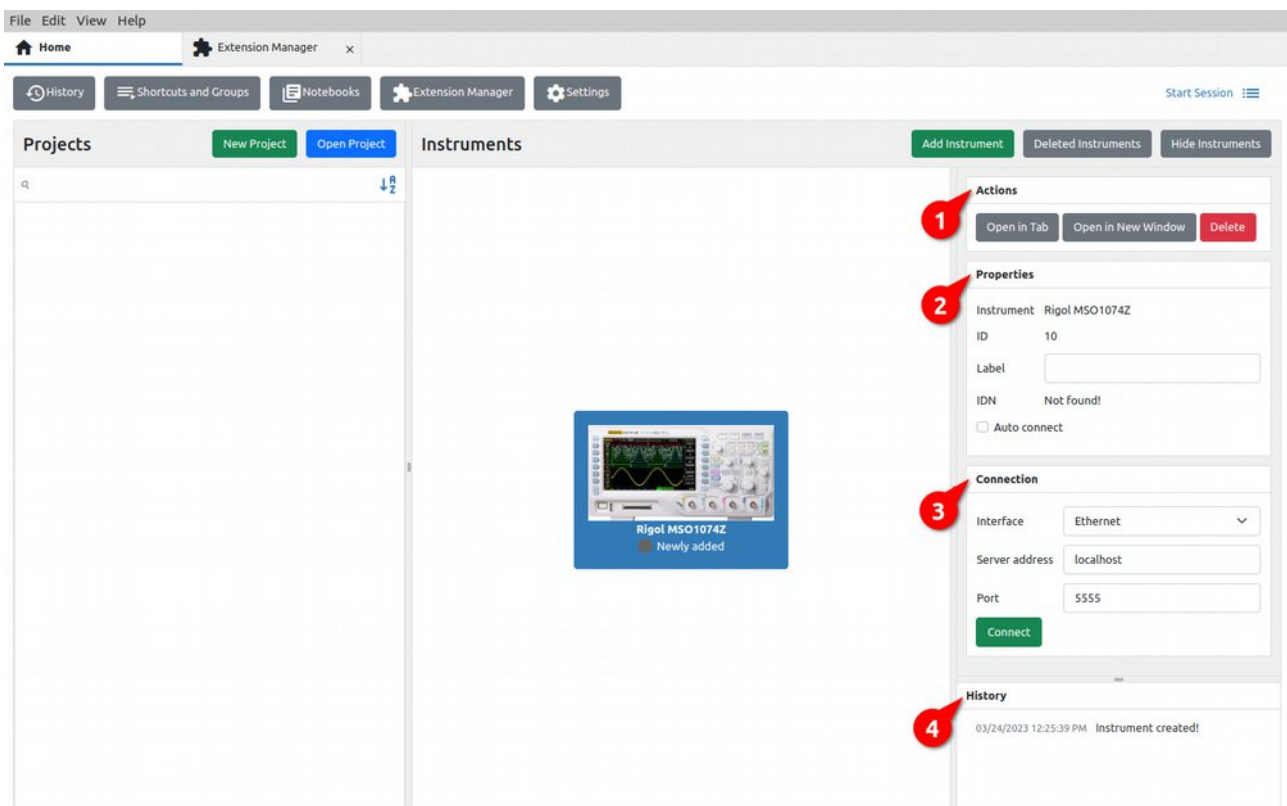 File Edit View Help
Home
Extension Manager x
History
Shortcuts and Groups
Notebooks
Extension Manager
Settings
Start Session
Projects
New Project
Open Project
A
Z
Instruments
Add Instrument
Deleted Instruments
Hide Instruments
Rigol MSO1074Z
Newly added
1
Actions
Open in Tab
Open in New Window
Delete
2
Properties
Instrument Rigol MSO1074Z
ID 10
Label
IDN Not found!
Auto connect
3
Connection
Interface Ethernet
Server address localhost
Port 5555
Connect
4
History
03/24/2023 12:25:39 PM Instrument created!